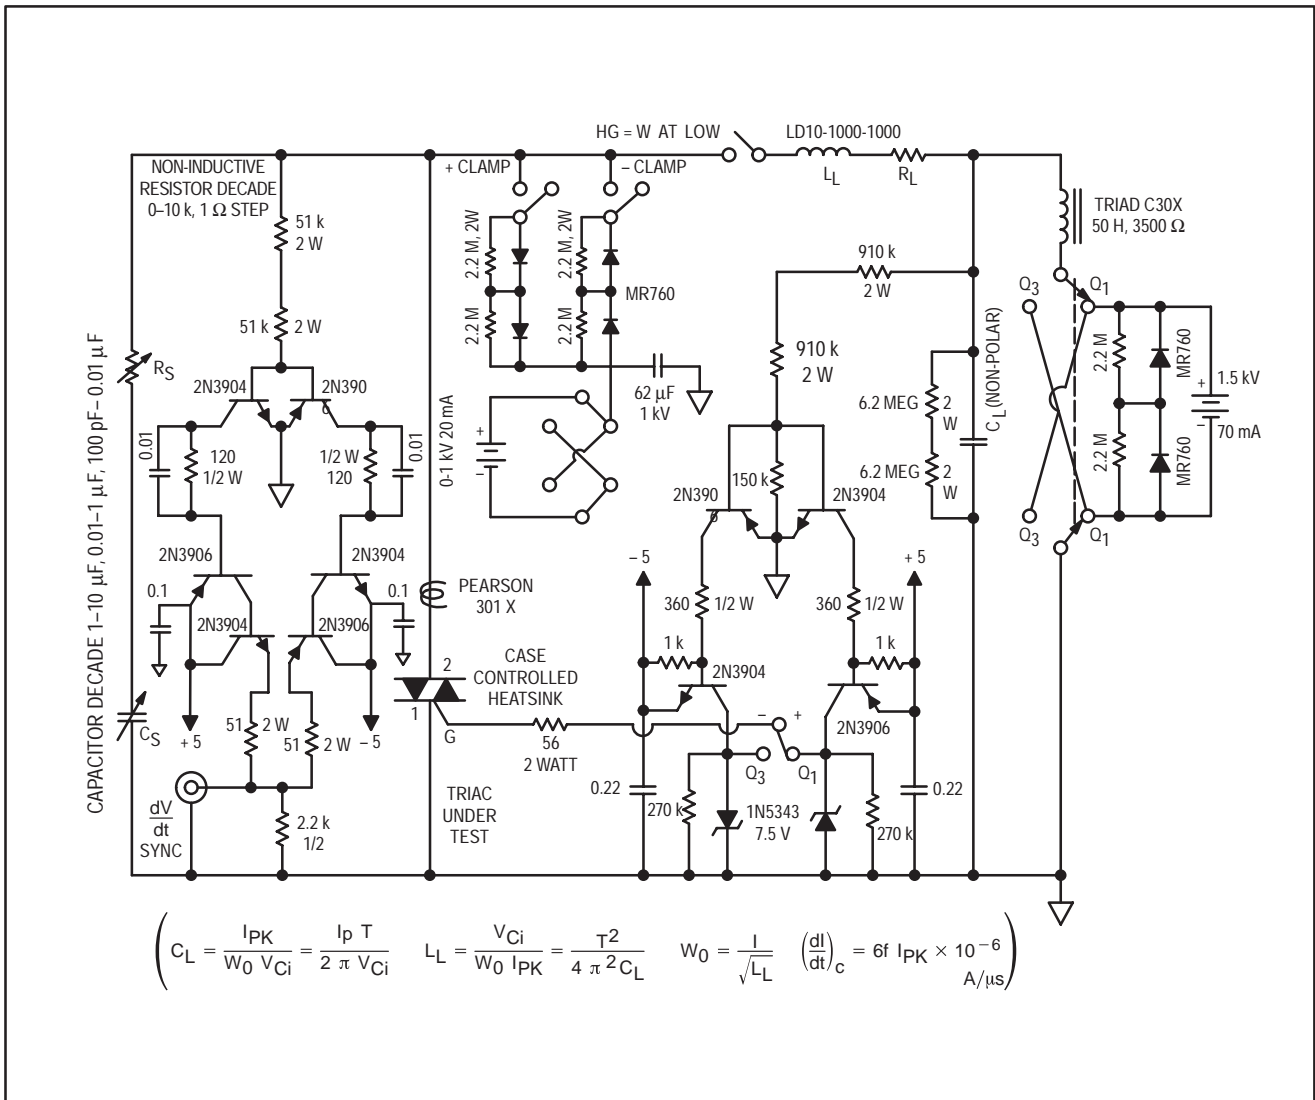 HG = W AT LOW
LD10-1000-1000
NON-INDUCTIVE
RESISTOR DECADE
0–10 k, 1 Ω STEP
+ CLAMP
– CLAMP
L_L
R_L
51 k
2 W
2.2 M, 2W
2.2 M, 2W
TRIAD C30X
50 H, 3500 Ω
910 k
2 W
51 k
2 W
2.2 M
2.2 M
MR760
Q3
Q1
CAPACITOR DECADE 1–10 µF, 0.01–1 µF, 100 pF– 0.01 µF
R_S
2N3904
2N390
6
62 µF
1 kV
910 k
2 W
C_L (NON-POLAR)
2.2 M
MR760
+
1.5 kV
–
70 mA
6.2 MEG
2
W
0.01
120
1/2 W
1/2 W
120
0.01
0-1 kV 20 mA
+
–
150 k
6.2 MEG
2
W
2.2 M
MR760
2N390
6
2N3904
Q3
Q1
2N3906
2N3904
– 5
+ 5
0.1
0.1
PEARSON
301 X
360
1/2 W
360
1/2 W
2N3904
2N3906
1 k
1 k
CASE
CONTROLLED
HEATSINK
2
1
G
2N3904
2N3906
C_S
+ 5
51
2 W
51
2 W
– 5
56
2 WATT
–
+
Q3
Q1
dV
dt
SYNC
2.2 k
1/2
TRIAC
UNDER
TEST
0.22
270 k
1N5343
7.5 V
270 k
0.22
( C_L = I_PK / W_0 V_Ci = I_p T / 2 π V_Ci L_L = V_Ci / W_0 I_PK = T² / 4 π² C_L W_0 = I / √L_L (dI/dt)_c = 6f I_PK × 10⁻⁶
A/µs )